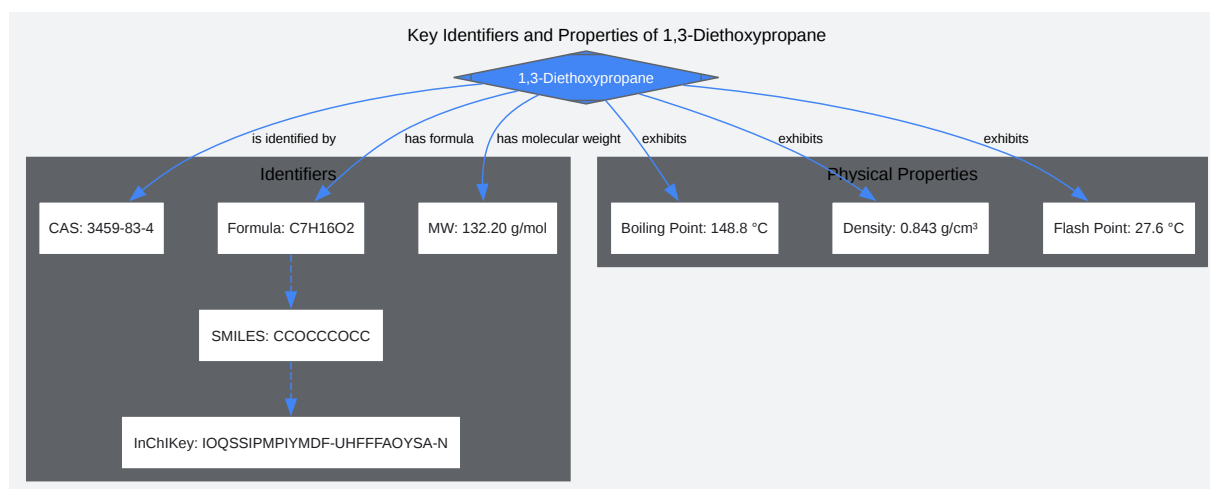 Key Identifiers and Properties of 1,3-Diethoxypropane
1,3-Diethoxypropane
is identified by
has formula
has molecular weight
exhibits
exhibits
exhibits
Identifiers
Physical Properties
CAS: 3459-83-4
Formula: C7H16O2
MW: 132.20 g/mol
Boiling Point: 148.8 °C
Density: 0.843 g/cm³
Flash Point: 27.6 °C
SMILES: CCOCCCOCC
InChIKey: IOQSSIPMPIYMDF-UHFFFAOYSA-N